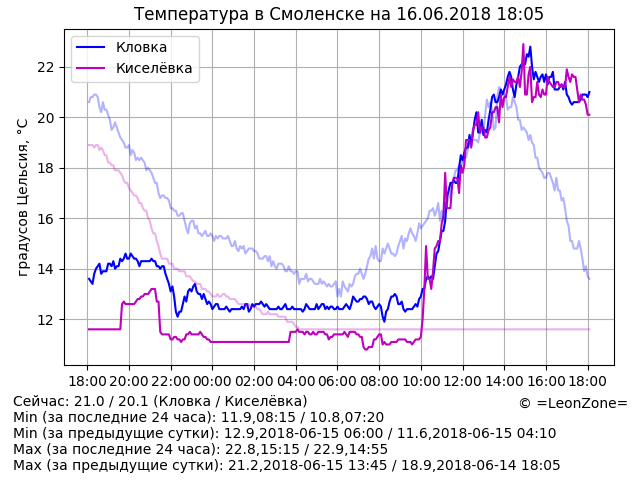 Температура в Смоленске на 16.06.2018 18:05
Кловка
Киселёвка
градусов Цельсия, °C
22
20
18
16
14
12
18:00 20:00 22:00 00:00 02:00 04:00 06:00 08:00 10:00 12:00 14:00 16:00 18:00
Сейчас: 21.0 / 20.1 (Кловка / Киселёвка)
© =LeonZone=
Min (за последние 24 часа): 11.9,08:15 / 10.8,07:20
Min (за предыдущие сутки): 12.9,2018-06-15 06:00 / 11.6,2018-06-15 04:10
Max (за последние 24 часа): 22.8,15:15 / 22.9,14:55
Max (за предыдущие сутки): 21.2,2018-06-15 13:45 / 18.9,2018-06-14 18:05